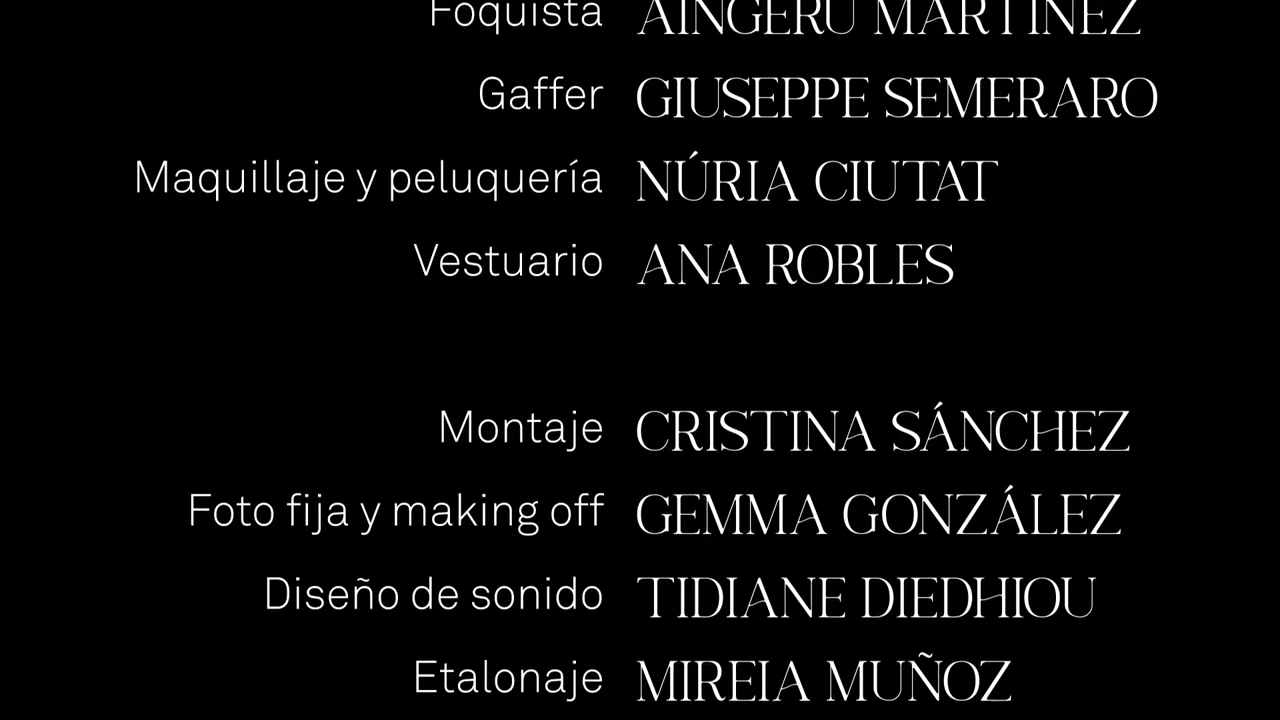 Foquista AINGERU MARTÍNEZ
Gaffer GIUSEPPE SEMERARO
Maquillaje y peluquería NÚRIA CIUTAT
Vestuario ANA ROBLES
Montaje CRISTINA SÁNCHEZ
Foto fija y making off GEMMA GONZÁLEZ
Diseño de sonido TIDIANE DIEDHIOU
Etalonaje MIREIA MUÑOZ